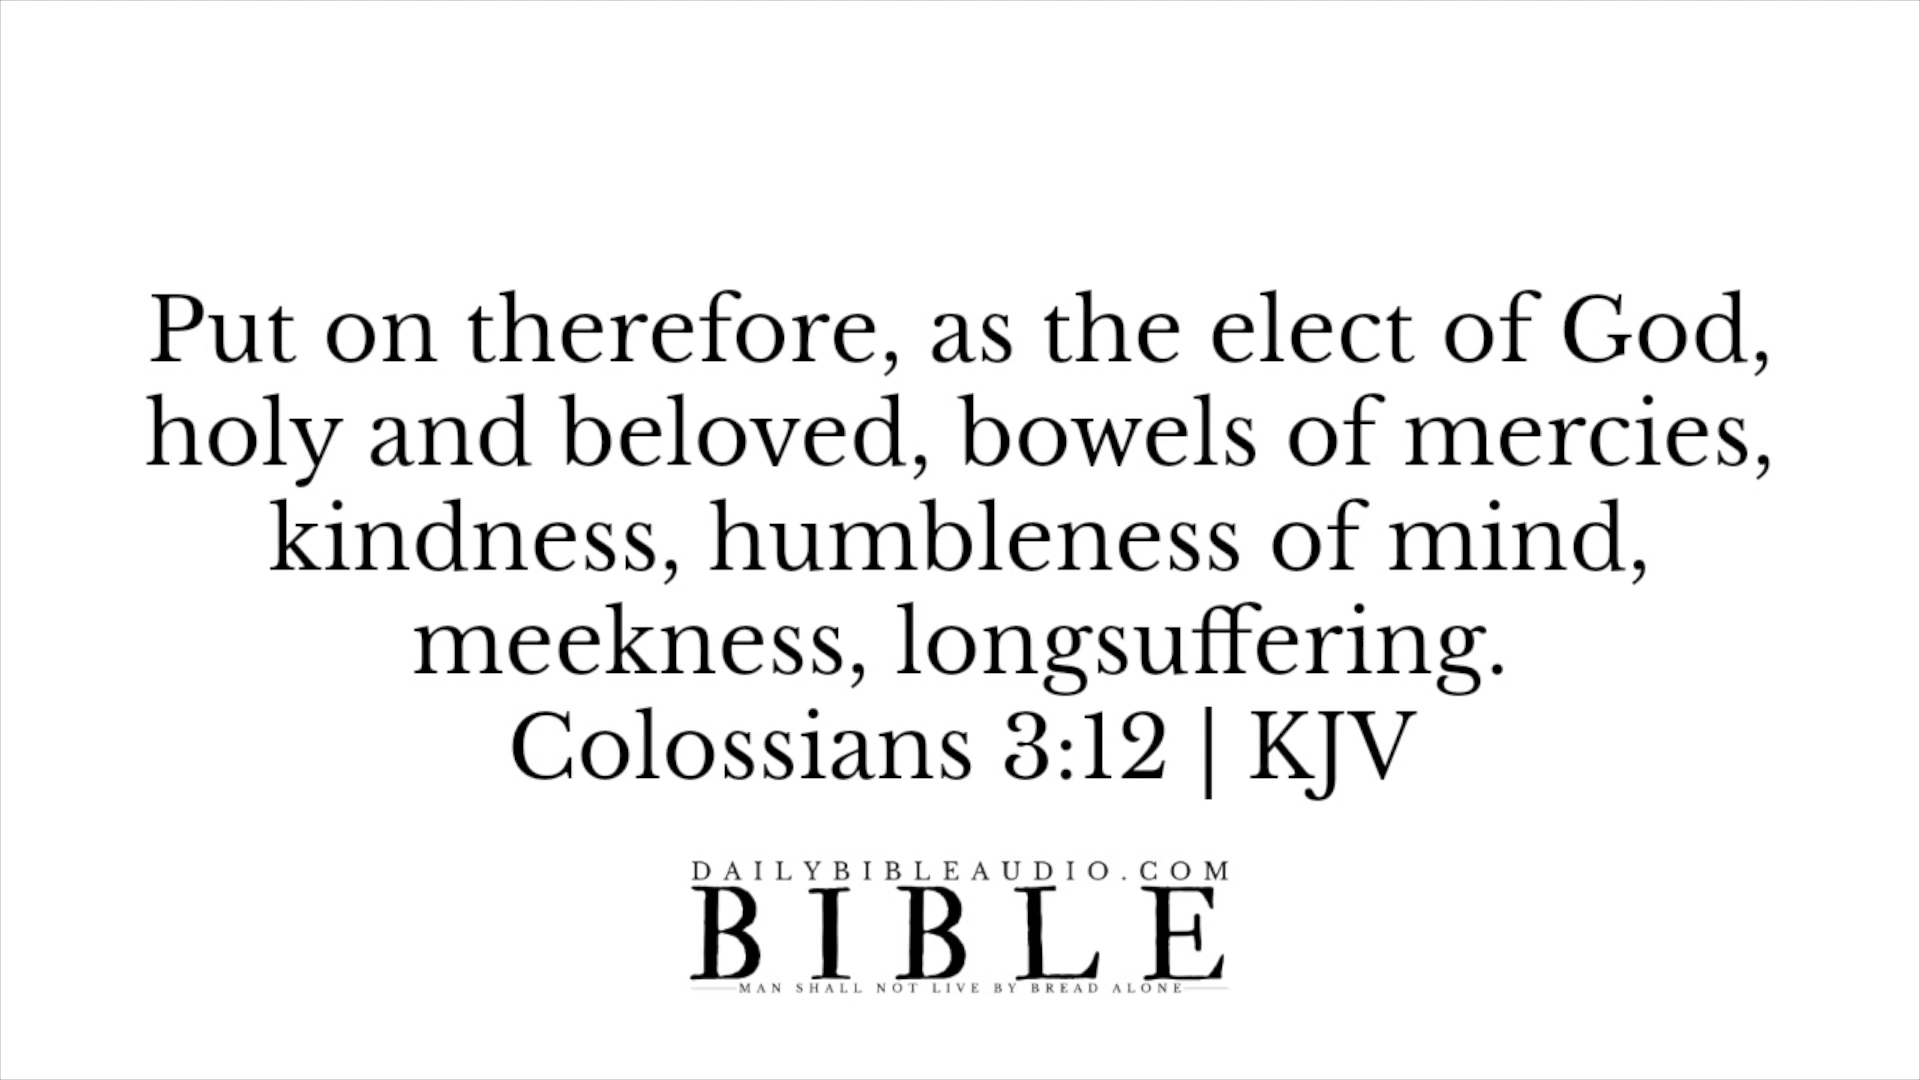 Put on therefore, as the elect of God,
holy and beloved, bowels of mercies,
kindness, humbleness of mind,
meekness, longsuffering.
Colossians 3:12 | KJV
DAILYBIBLEAUDIO.COM
BIBLE
MAN SHALL NOT LIVE BY BREAD ALONE